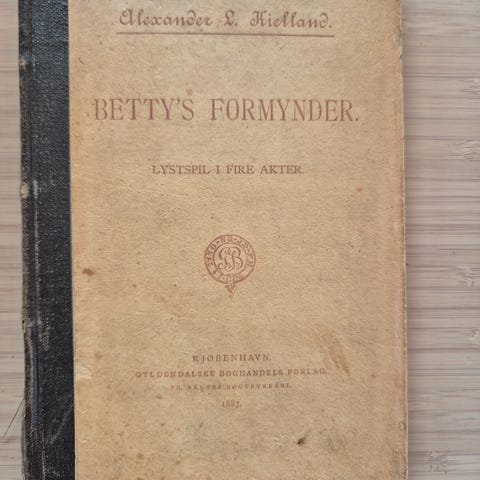 Alexander L. Kielland.
BETTY'S FORMYNDER.
LYSTSPIL I FIRE AKTER.
KJØBENHAVN.
GYLDENDALSKE BOGHANDELS FORLAG.
FR. BAGGES BOGTRYKKERI.
1887.